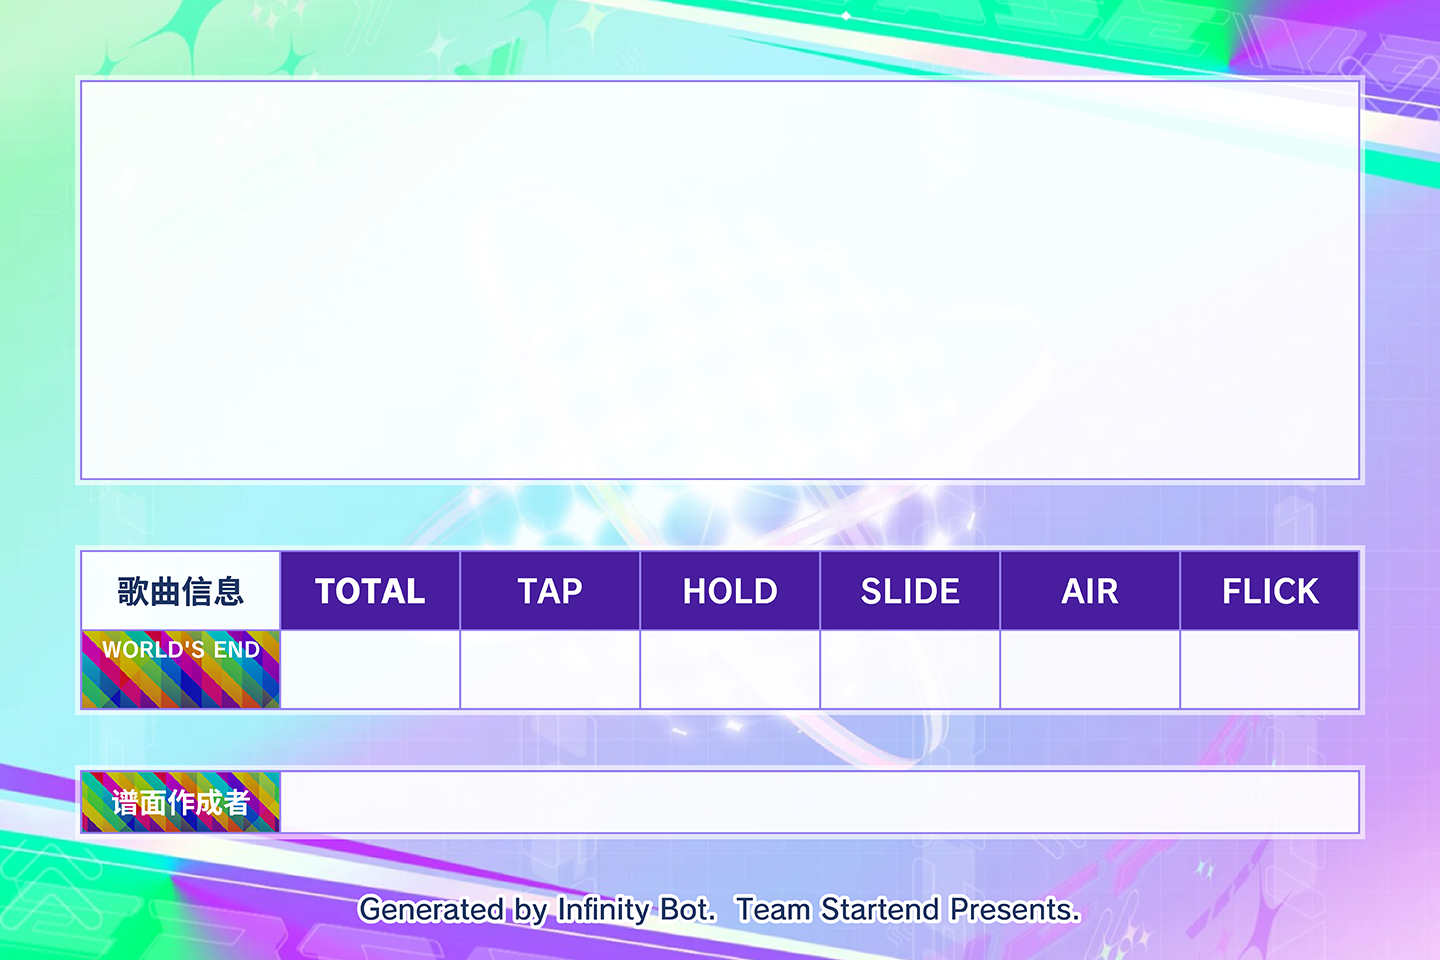 歌曲信息 TOTAL TAP HOLD SLIDE AIR FLICK
WORLD'S END
谱面作成者
Generated by Infinity Bot. Team Startend Presents.